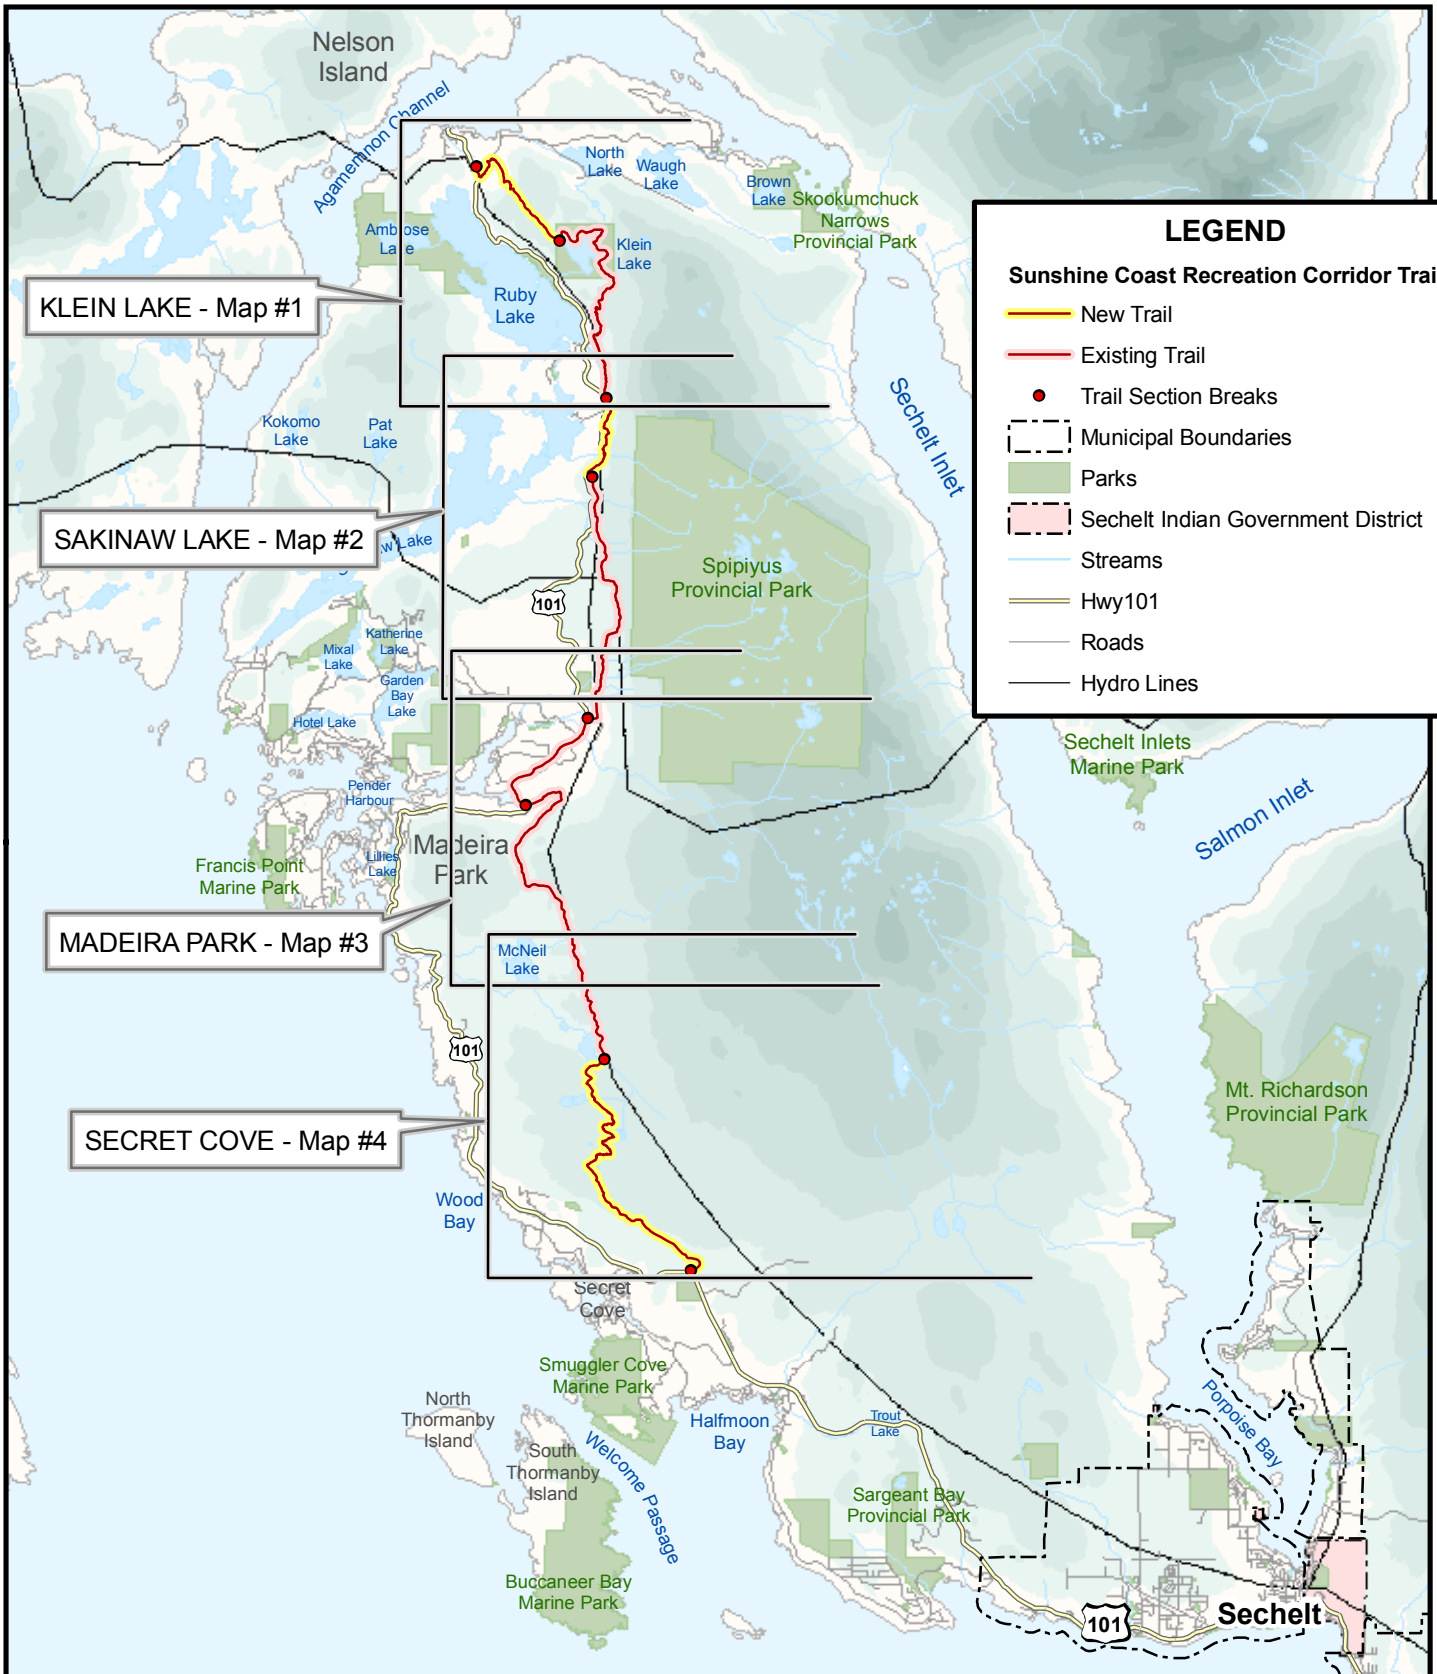 Nelson
Island
Agamemnon Channel
North
Lake
Waugh
Lake
Brown
Lake
Skookumchuck
Narrows
Provincial Park
Ambrose
Lake
Klein
Lake
Ruby
Lake
KLEIN LAKE - Map #1
LEGEND
Sunshine Coast Recreation Corridor Trai
New Trail
Existing Trail
Trail Section Breaks
Municipal Boundaries
Parks
Sechelt Indian Government District
Streams
Hwy101
Roads
Hydro Lines
Sechelt Inlet
Kokomo
Lake
Pat
Lake
SAKINAW LAKE - Map #2
w Lake
Spipiyus
Provincial Park
101
Katherine
Lake
Mixal
Lake
Garden
Bay
Lake
Hotel Lake
Sechelt Inlets
Marine Park
Salmon Inlet
Pender
Harbour
Madeira
Park
Lillies
Lake
Francis Point
Marine Park
MADEIRA PARK - Map #3
McNeil
Lake
101
Mt. Richardson
Provincial Park
SECRET COVE - Map #4
Wood
Bay
Secret
Cove
Smuggler Cove
Marine Park
North
Thormanby
Island
Halfmoon
Bay
Trout
Lake
Porpoise Bay
South
Thormanby
Island
Welcome Passage
Sargeant Bay
Provincial Park
Buccaneer Bay
Marine Park
101
Sechelt